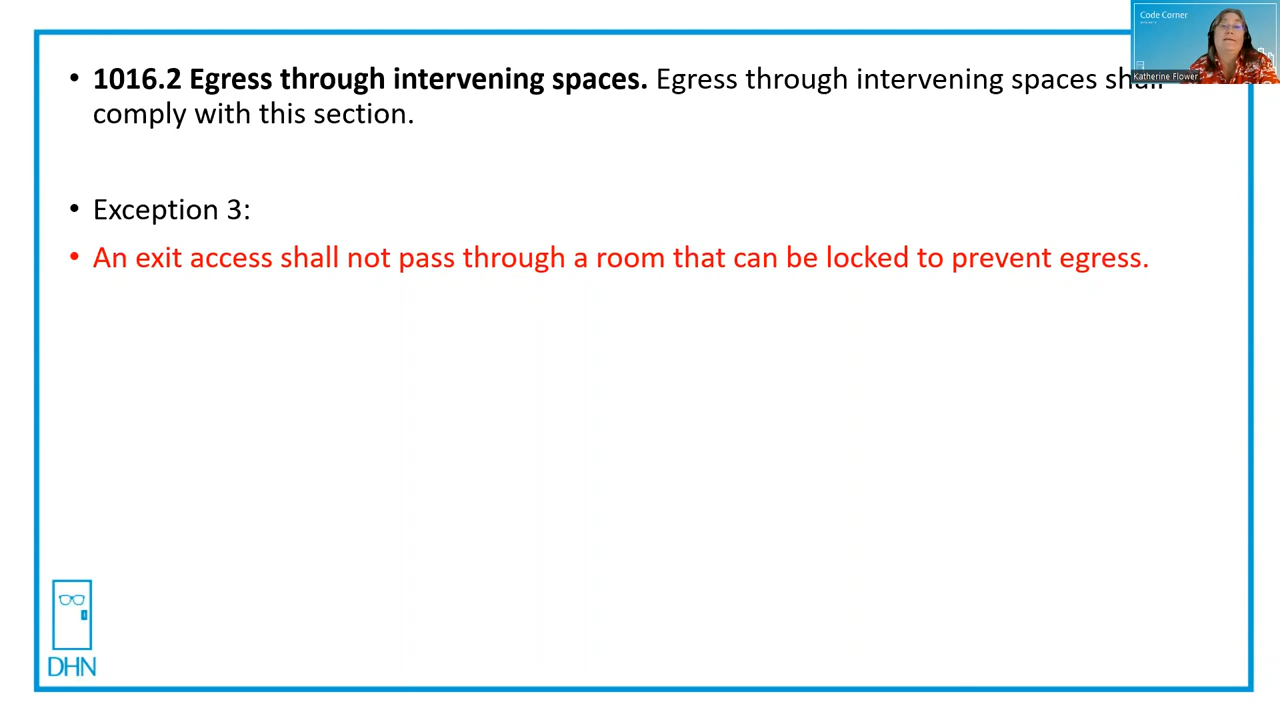 Code Corner
Katherine Flower
• 1016.2 Egress through intervening spaces. Egress through intervening spaces shall
comply with this section.
• Exception 3:
• An exit access shall not pass through a room that can be locked to prevent egress.
DHN